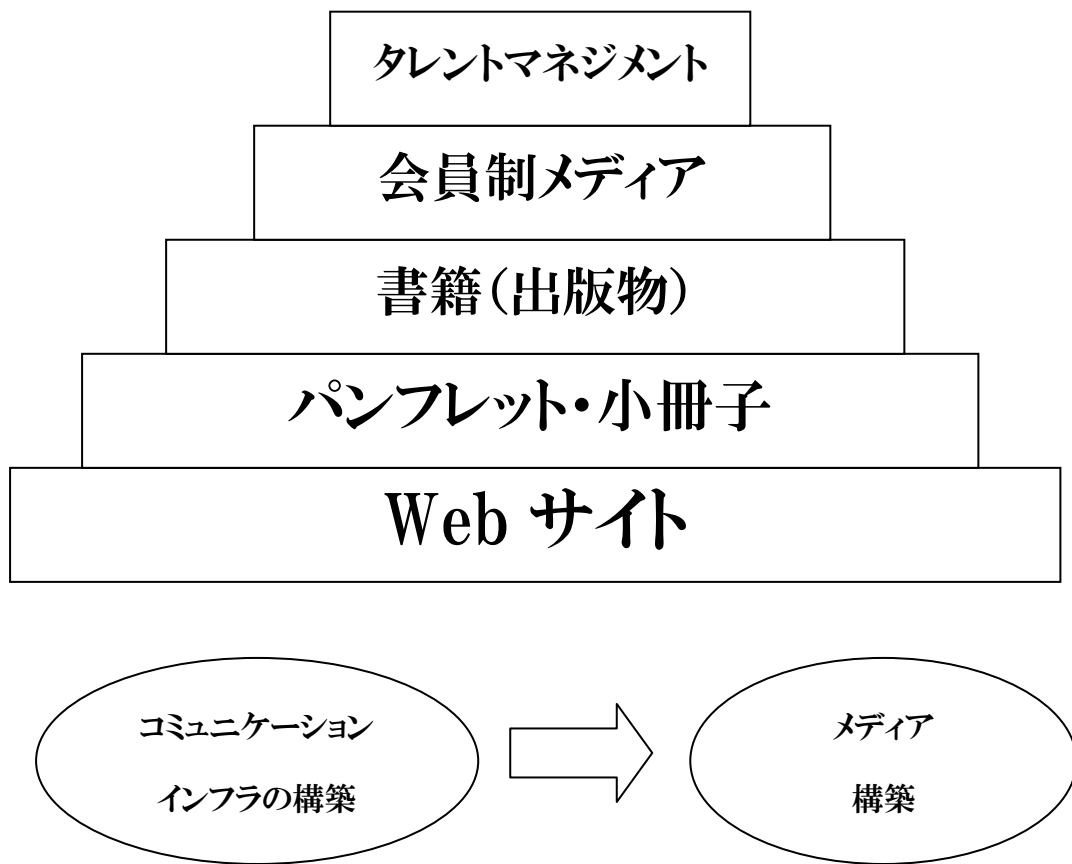 タレントマネジメント
会員制メディア
書籍(出版物)
パンフレット・小冊子
Web サイト
コミュニケーション
インフラの構築
メディア
構築